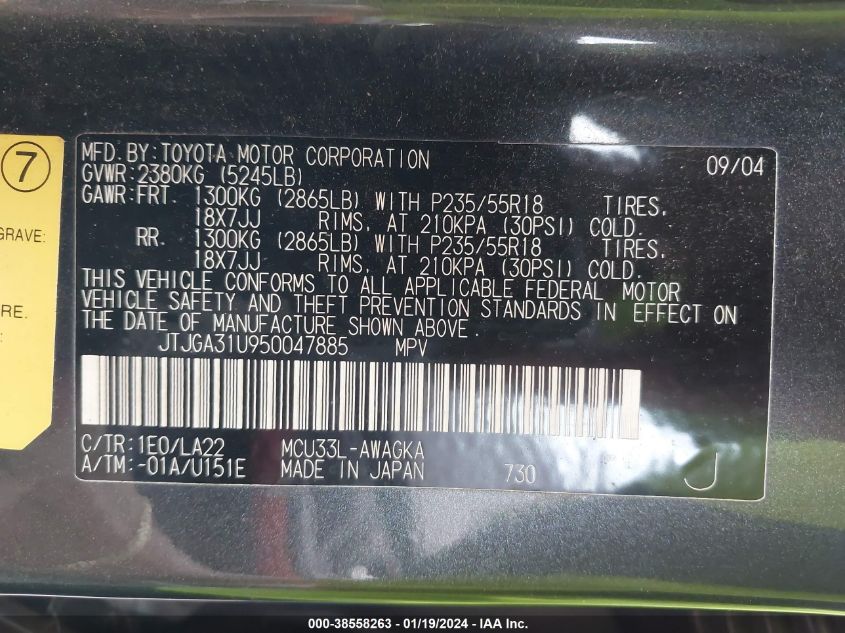 7
GRAVE:
RE.
MFD.BY:TOYOTA MOTOR CORPORATION 09/04
GVWR:2380KG (5245LB)
GAWR:FRT. 1300KG (2865LB) WITH P235/55R18 TIRES,
18X7JJ RIMS, AT 210KPA (30PSI) COLD.
RR. 1300KG (2865LB) WITH P235/55R18 TIRES,
18X7JJ RIMS, AT 210KPA (30PSI) COLD.
THIS VEHICLE CONFORMS TO ALL APPLICABLE FEDERAL MOTOR
VEHICLE SAFETY AND THEFT PREVENTION STANDARDS IN EFFECT ON
THE DATE OF MANUFACTURE SHOWN ABOVE.
JTJGA31U950047885 MPV
C/TR:1E0/LA22 MCU33L-AWAGKA
A/TM:-01A/U151E MADE IN JAPAN 730 J
000-38558263 - 01/19/2024 - IAA Inc.